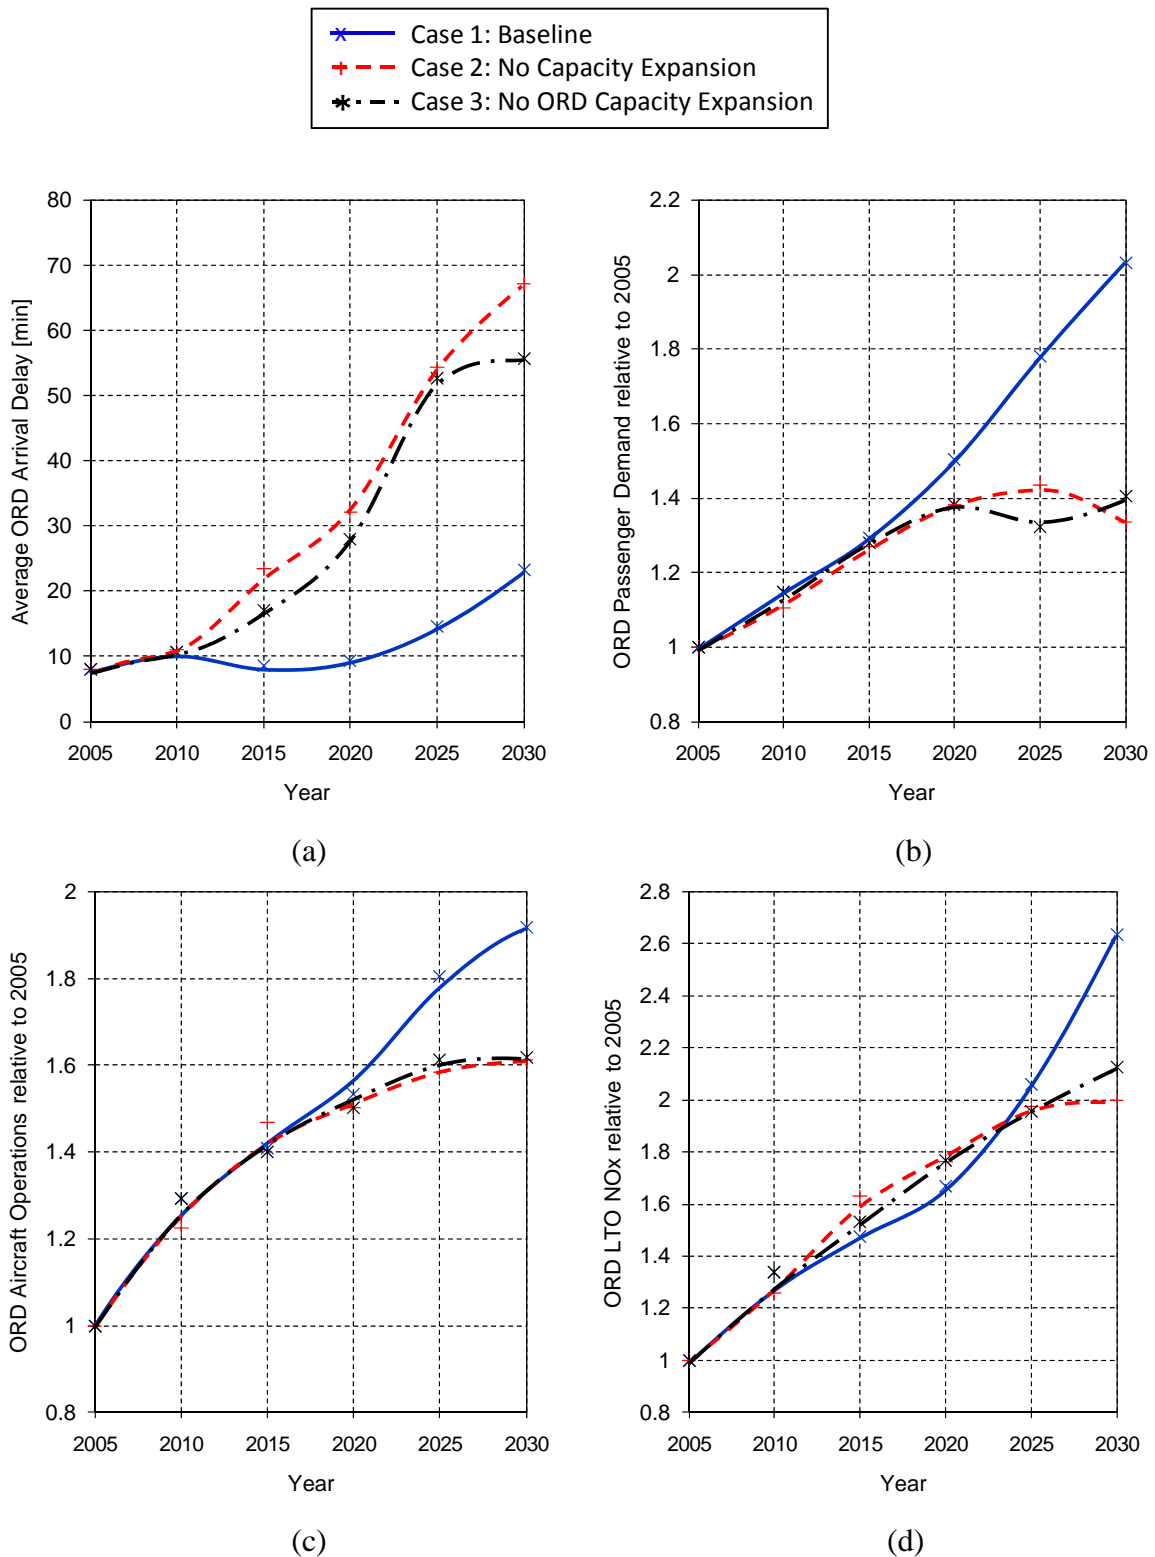 Case 1: Baseline
Case 2: No Capacity Expansion
Case 3: No ORD Capacity Expansion
80
70
60
50
40
30
20
10
0
Average ORD Arrival Delay [min]
2005 2010 2015 2020 2025 2030
Year
(a)
2.2
2
1.8
1.6
1.4
1.2
1
0.8
ORD Passenger Demand relative to 2005
2005 2010 2015 2020 2025 2030
Year
(b)
2
1.8
1.6
1.4
1.2
1
0.8
ORD Aircraft Operations relative to 2005
2005 2010 2015 2020 2025 2030
Year
(c)
2.8
2.6
2.4
2.2
2
1.8
1.6
1.4
1.2
1
0.8
ORD LTO NOx relative to 2005
2005 2010 2015 2020 2025 2030
Year
(d)